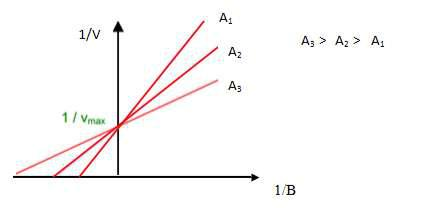 A₁
1/V
A₃ > A₂ > A₁
A₂
A₃
1 / vₘₐₓ
1/B